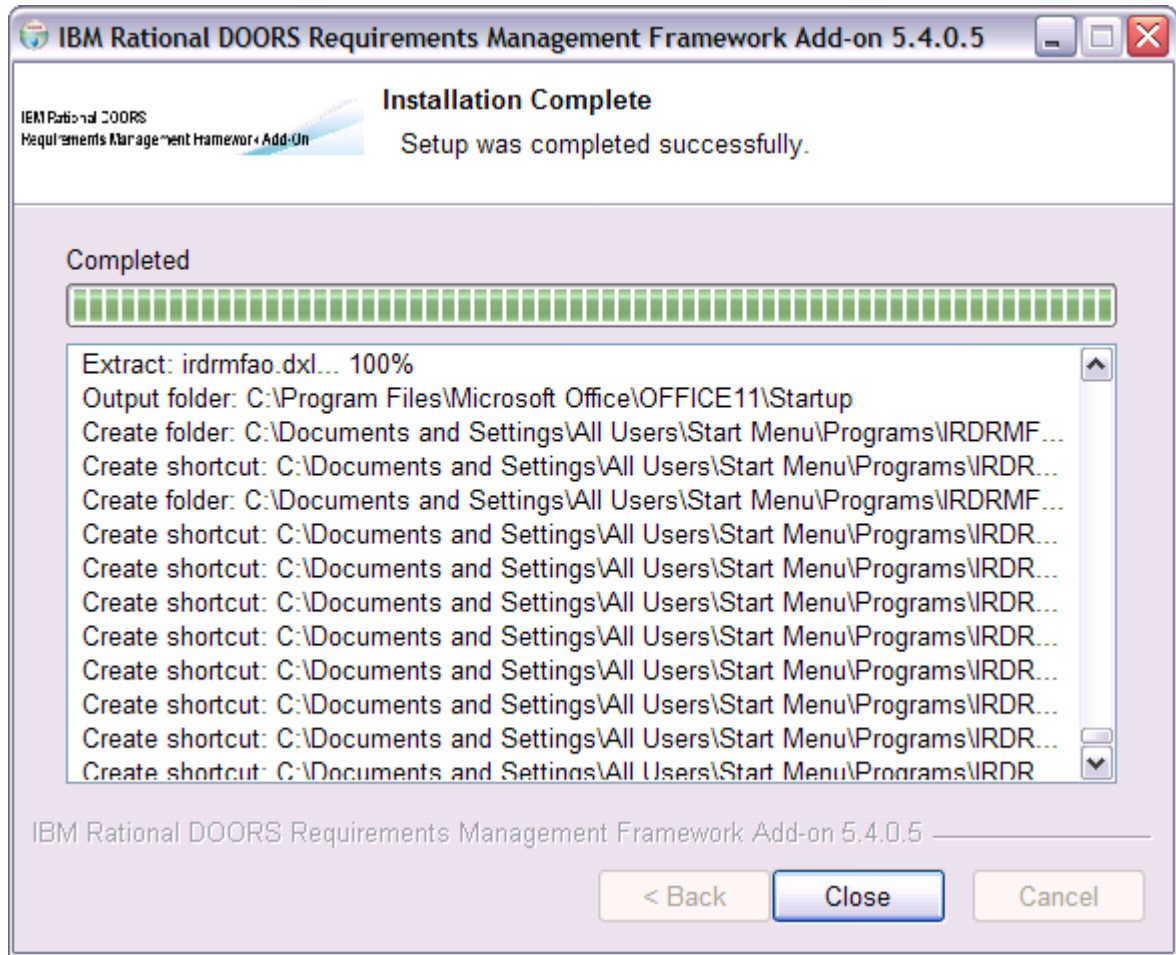 IBM Rational DOORS Requirements Management Framework Add-on 5.4.0.5
IBM Rational DOORS
Requirements Management Framework Add-On
Installation Complete
Setup was completed successfully.
Completed
Extract: irdrmfao.dxl... 100%
Output folder: C:\Program Files\Microsoft Office\OFFICE11\Startup
Create folder: C:\Documents and Settings\All Users\Start Menu\Programs\IRDRMF...
Create shortcut: C:\Documents and Settings\All Users\Start Menu\Programs\IRDR...
Create folder: C:\Documents and Settings\All Users\Start Menu\Programs\IRDRMF...
Create shortcut: C:\Documents and Settings\All Users\Start Menu\Programs\IRDR...
Create shortcut: C:\Documents and Settings\All Users\Start Menu\Programs\IRDR...
Create shortcut: C:\Documents and Settings\All Users\Start Menu\Programs\IRDR...
Create shortcut: C:\Documents and Settings\All Users\Start Menu\Programs\IRDR...
Create shortcut: C:\Documents and Settings\All Users\Start Menu\Programs\IRDR...
Create shortcut: C:\Documents and Settings\All Users\Start Menu\Programs\IRDR...
Create shortcut: C:\Documents and Settings\All Users\Start Menu\Programs\IRDR...
Create shortcut: C:\Documents and Settings\All Users\Start Menu\Programs\IRDR
IBM Rational DOORS Requirements Management Framework Add-on 5.4.0.5
< Back
Close
Cancel